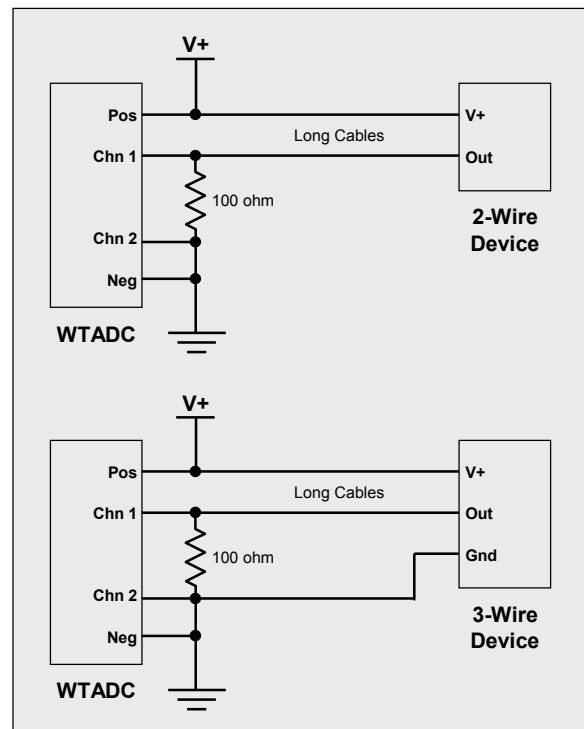 V+
Pos
V+
Long Cables
Chn 1
Out
100 ohm
2-Wire
Device
Chn 2
Neg
WTADC
V+
Pos
V+
Long Cables
Chn 1
Out
100 ohm
Gnd
Chn 2
3-Wire
Device
Neg
WTADC